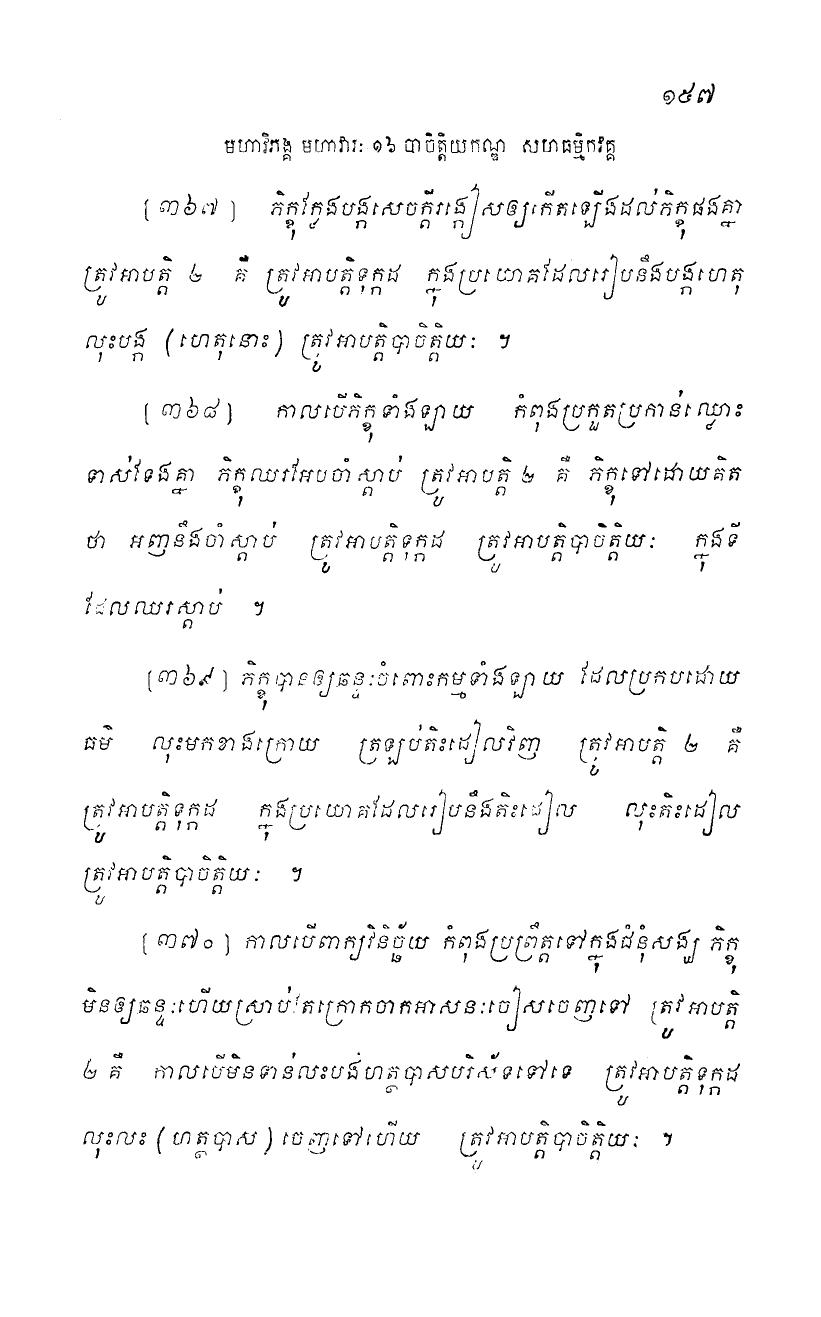 ១៥៧
មហាវិភង្គ មហាវារៈ ១៦ បាចិត្តិយកណ្ឌ សហធម្មិកវគ្គ
[៣៦៧] ភិក្ខុក្លែងបង្កសេចក្តីរង្កៀសឲ្យកើតឡើងដល់ភិក្ខុផងគ្នា
ត្រូវអាបត្តិ ២ គឺ ត្រូវអាបត្តិទុក្កដ ក្នុងប្រយោគដែលរៀបនឹងបង្កហេតុ
លុះបង្ក (ហេតុនោះ) ត្រូវអាបត្តិបាចិត្តិយៈ ។
[៣៦៨] កាលបើភិក្ខុទាំងឡាយ កំពុងប្រកួតប្រកាន់ឈ្លោះ
ទាស់ទែងគ្នា ភិក្ខុឈរអែបចាំស្តាប់ ត្រូវអាបត្តិ ២ គឺ ភិក្ខុទៅដោយគិត
ថា អញនឹងចាំស្តាប់ ត្រូវអាបត្តិទុក្កដ ត្រូវអាបត្តិបាចិត្តិយៈ ក្នុងទី
ដែលឈរស្តាប់ ។
[៣៦៩] ភិក្ខុបានឲ្យឆន្ទៈចំពោះកម្មទាំងឡាយ ដែលប្រកបដោយ
ធម៌ លុះមកខាងក្រោយ ត្រឡប់តិះដៀលវិញ ត្រូវអាបត្តិ ២ គឺ
ត្រូវអាបត្តិទុក្កដ ក្នុងប្រយោគដែលរៀបនឹងតិះដៀល លុះតិះដៀល
ត្រូវអាបត្តិបាចិត្តិយៈ ។
[៣៧០] កាលបើពាក្យវិនិច្ឆ័យ កំពុងប្រព្រឹត្តទៅក្នុងជំនុំសង្ឃ ភិក្ខុ
មិនឲ្យឆន្ទៈហើយស្រាប់តែក្រោកចាកអាសនៈចៀសចេញទៅ ត្រូវអាបត្តិ
២ គឺ កាលបើមិនទាន់លះបង់ហត្ថបាសបរិស័ទទៅទេ ត្រូវអាបត្តិទុក្កដ
លុះលះ (ហត្ថបាស) ចេញទៅហើយ ត្រូវអាបត្តិបាចិត្តិយៈ ។